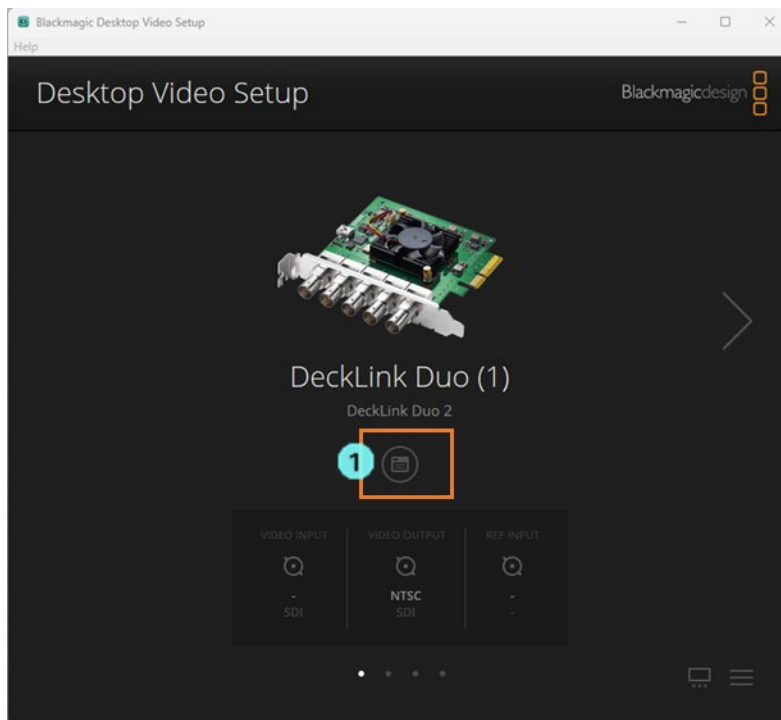 Blackmagic Desktop Video Setup
Help
Desktop Video Setup
Blackmagicdesign
DeckLink Duo (1)
DeckLink Duo 2
1
VIDEO INPUT VIDEO OUTPUT REF INPUT
- NTSC -
SDI SDI -